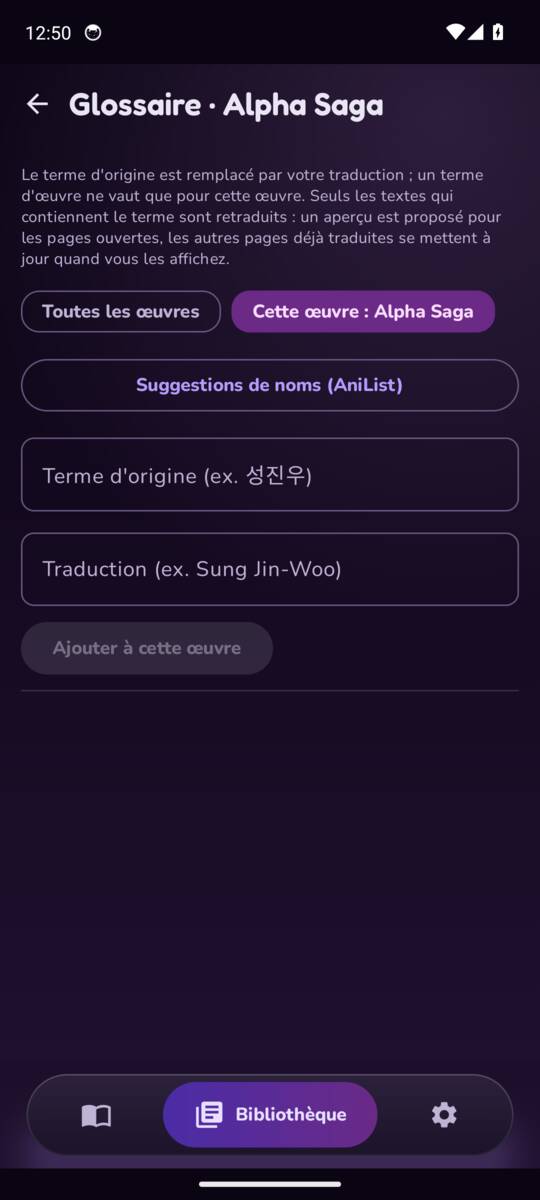 12:50
Glossaire · Alpha Saga
Le terme d'origine est remplacé par votre traduction ; un terme
d'œuvre ne vaut que pour cette œuvre. Seuls les textes qui
contiennent le terme sont retraduits : un aperçu est proposé pour
les pages ouvertes, les autres pages déjà traduites se mettent à
jour quand vous les affichez.
Toutes les œuvres
Cette œuvre : Alpha Saga
Suggestions de noms (AniList)
Terme d'origine (ex. 성진우)
Traduction (ex. Sung Jin-Woo)
Ajouter à cette œuvre
Bibliothèque